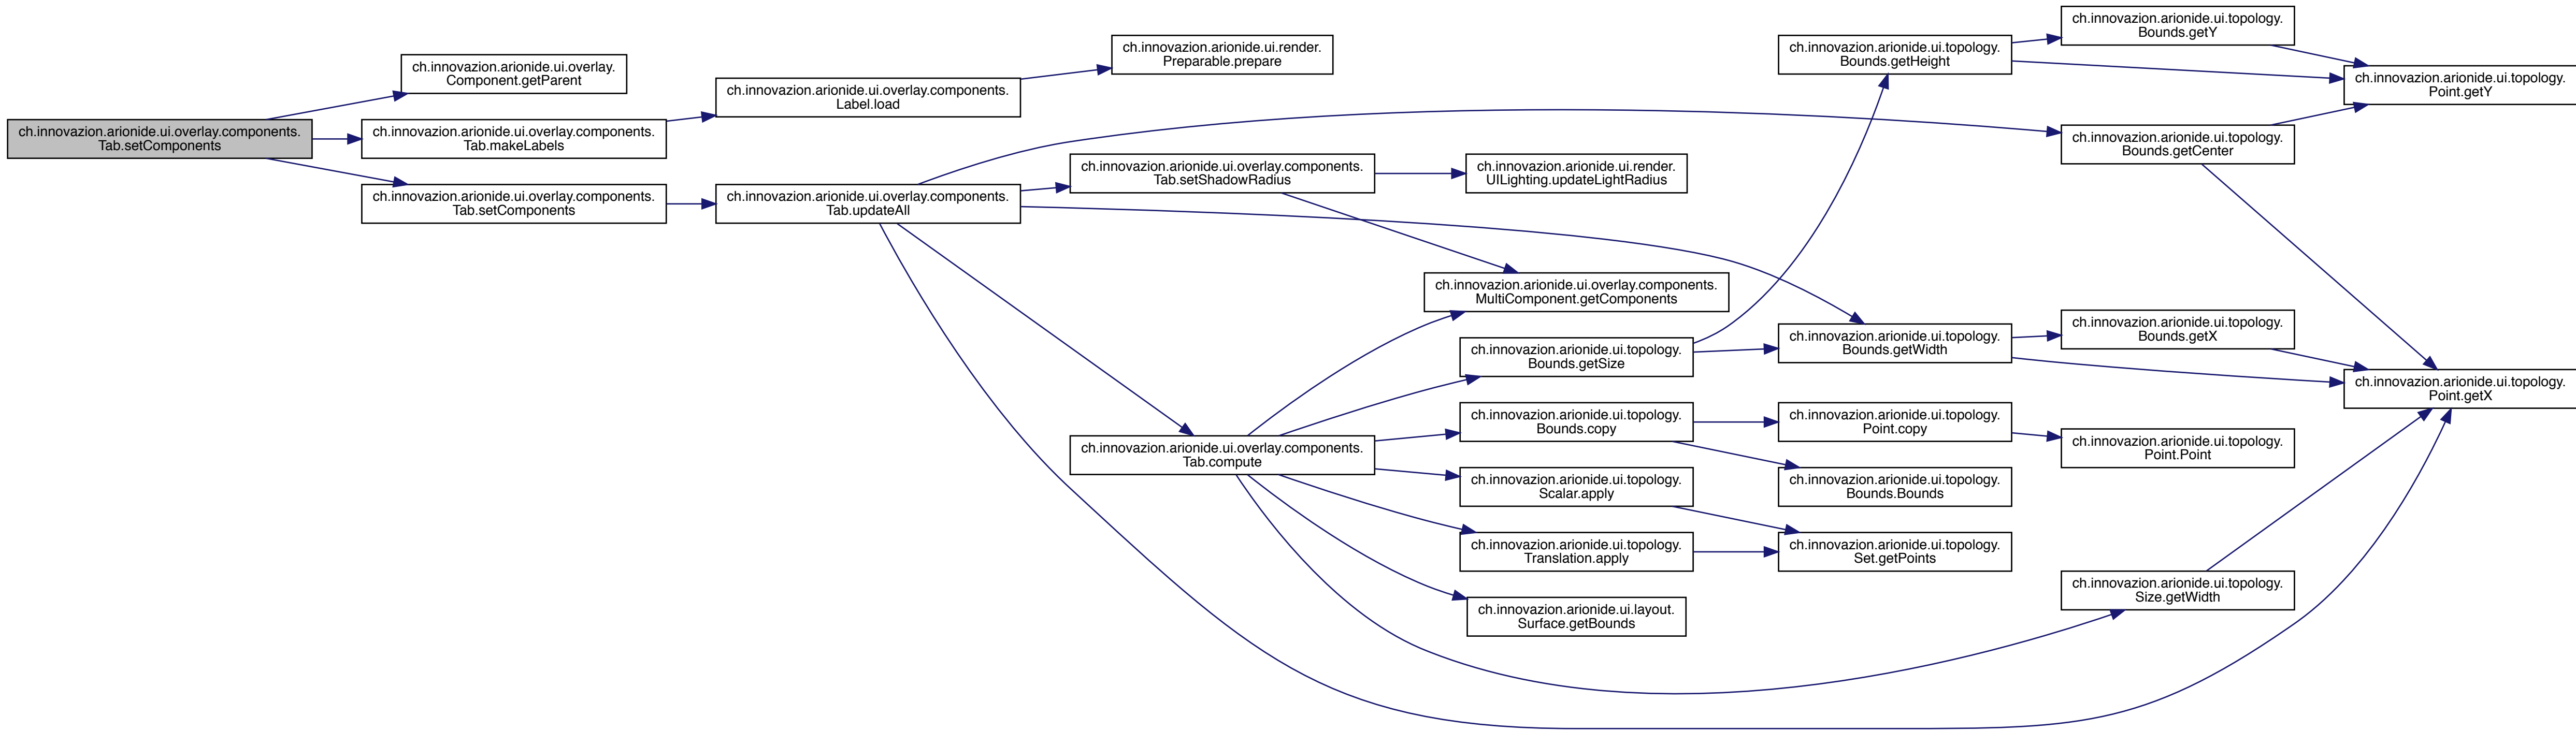 ch.innovazion.arionide.ui.overlay.components.
Tab.setComponents
ch.innovazion.arionide.ui.overlay.
Component.getParent
ch.innovazion.arionide.ui.overlay.components.
Tab.makeLabels
ch.innovazion.arionide.ui.overlay.components.
Tab.setComponents
ch.innovazion.arionide.ui.overlay.components.
Label.load
ch.innovazion.arionide.ui.overlay.components.
Tab.updateAll
ch.innovazion.arionide.ui.render.
Preparable.prepare
ch.innovazion.arionide.ui.overlay.components.
Tab.setShadowRadius
ch.innovazion.arionide.ui.overlay.components.
Tab.compute
ch.innovazion.arionide.ui.render.
UILighting.updateLightRadius
ch.innovazion.arionide.ui.overlay.components.
MultiComponent.getComponents
ch.innovazion.arionide.ui.topology.
Bounds.getSize
ch.innovazion.arionide.ui.topology.
Bounds.copy
ch.innovazion.arionide.ui.topology.
Scalar.apply
ch.innovazion.arionide.ui.topology.
Translation.apply
ch.innovazion.arionide.ui.layout.
Surface.getBounds
ch.innovazion.arionide.ui.topology.
Bounds.getHeight
ch.innovazion.arionide.ui.topology.
Bounds.getWidth
ch.innovazion.arionide.ui.topology.
Point.copy
ch.innovazion.arionide.ui.topology.
Bounds.Bounds
ch.innovazion.arionide.ui.topology.
Set.getPoints
ch.innovazion.arionide.ui.topology.
Bounds.getY
ch.innovazion.arionide.ui.topology.
Bounds.getCenter
ch.innovazion.arionide.ui.topology.
Bounds.getX
ch.innovazion.arionide.ui.topology.
Point.Point
ch.innovazion.arionide.ui.topology.
Size.getWidth
ch.innovazion.arionide.ui.topology.
Point.getY
ch.innovazion.arionide.ui.topology.
Point.getX